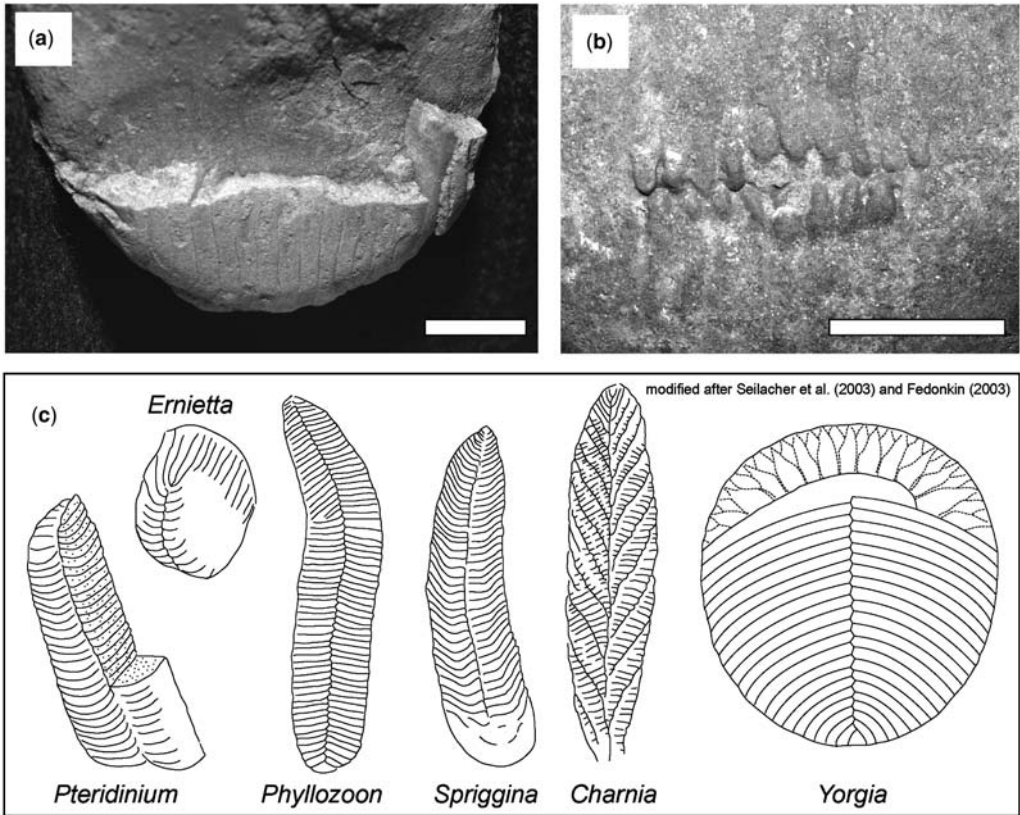 (a)
(b)
(c)
modified after Seilacher et al. (2003) and Fedonkin (2003)
Ernietta
Pteridinium
Phyllozoon
Spriggina
Charnia
Yorgia